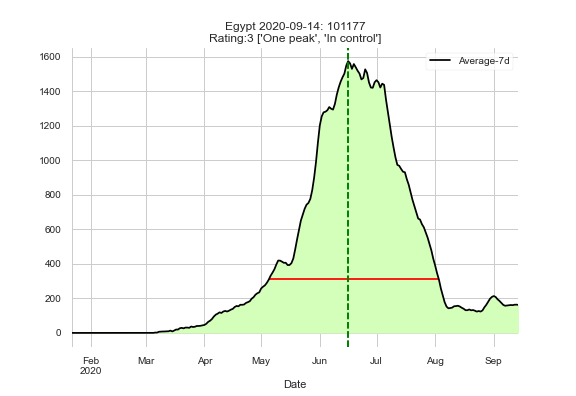 Egypt 2020-09-14: 101177
Rating:3 ['One peak', 'In control']
Average-7d
1600
1400
1200
1000
800
600
400
200
0
Feb Mar Apr May Jun Jul Aug Sep
2020
Date